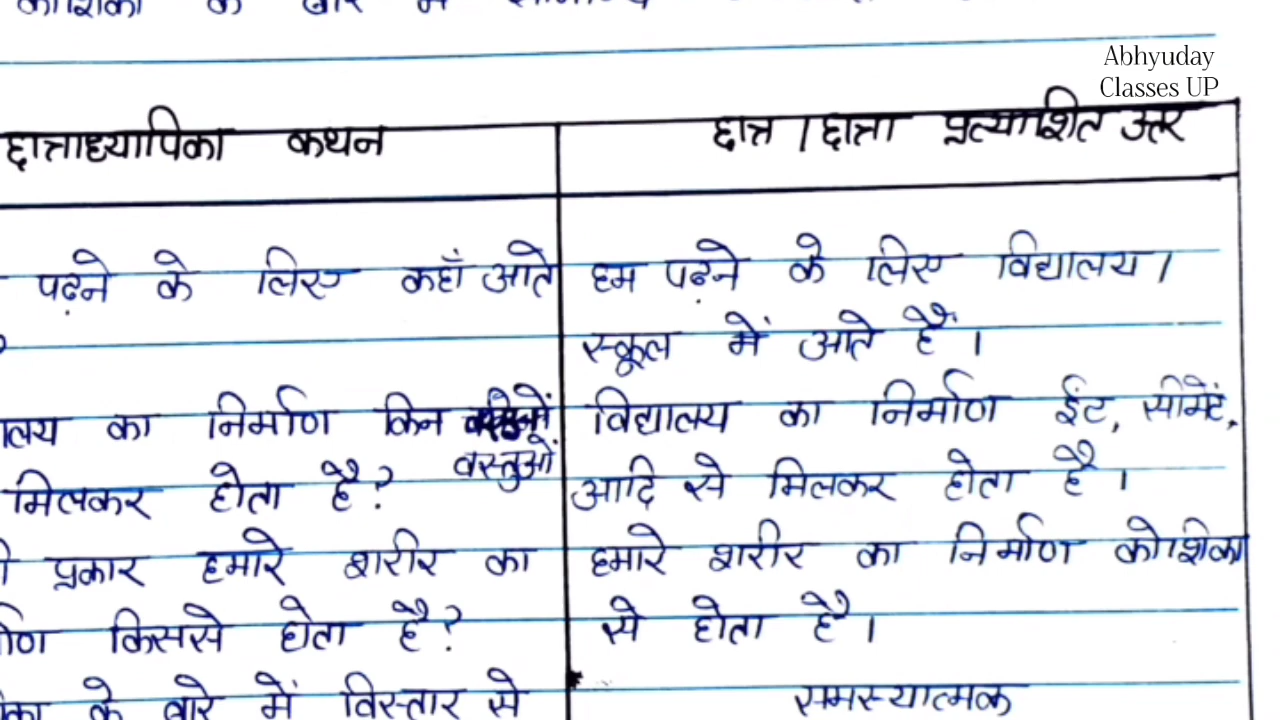 कोशिका के बारे में
Abhyuday
Classes UP
छात्राध्यापिका कथन
छात्र / छात्रा प्रत्याशित उत्तर
पढ़ने के लिए कहाँ आते
हम पढ़ने के लिए विद्यालय /
स्कूल में आते हैं ।
का निर्माण किन
विद्यालय का निर्माण ईंट, सीमेंट,
वस्तुओं
मिलकर होता है ?
आदि से मिलकर होता है ।
प्रकार हमारे शरीर का
हमारे शरीर का निर्माण कोशिका
किससे होता है ?
से होता है ।
के बारे में विस्तार से
समस्यात्मक